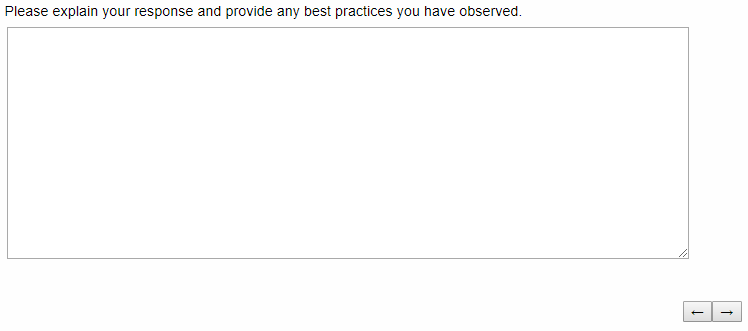 Please explain your response and provide any best practices you have observed.
← →